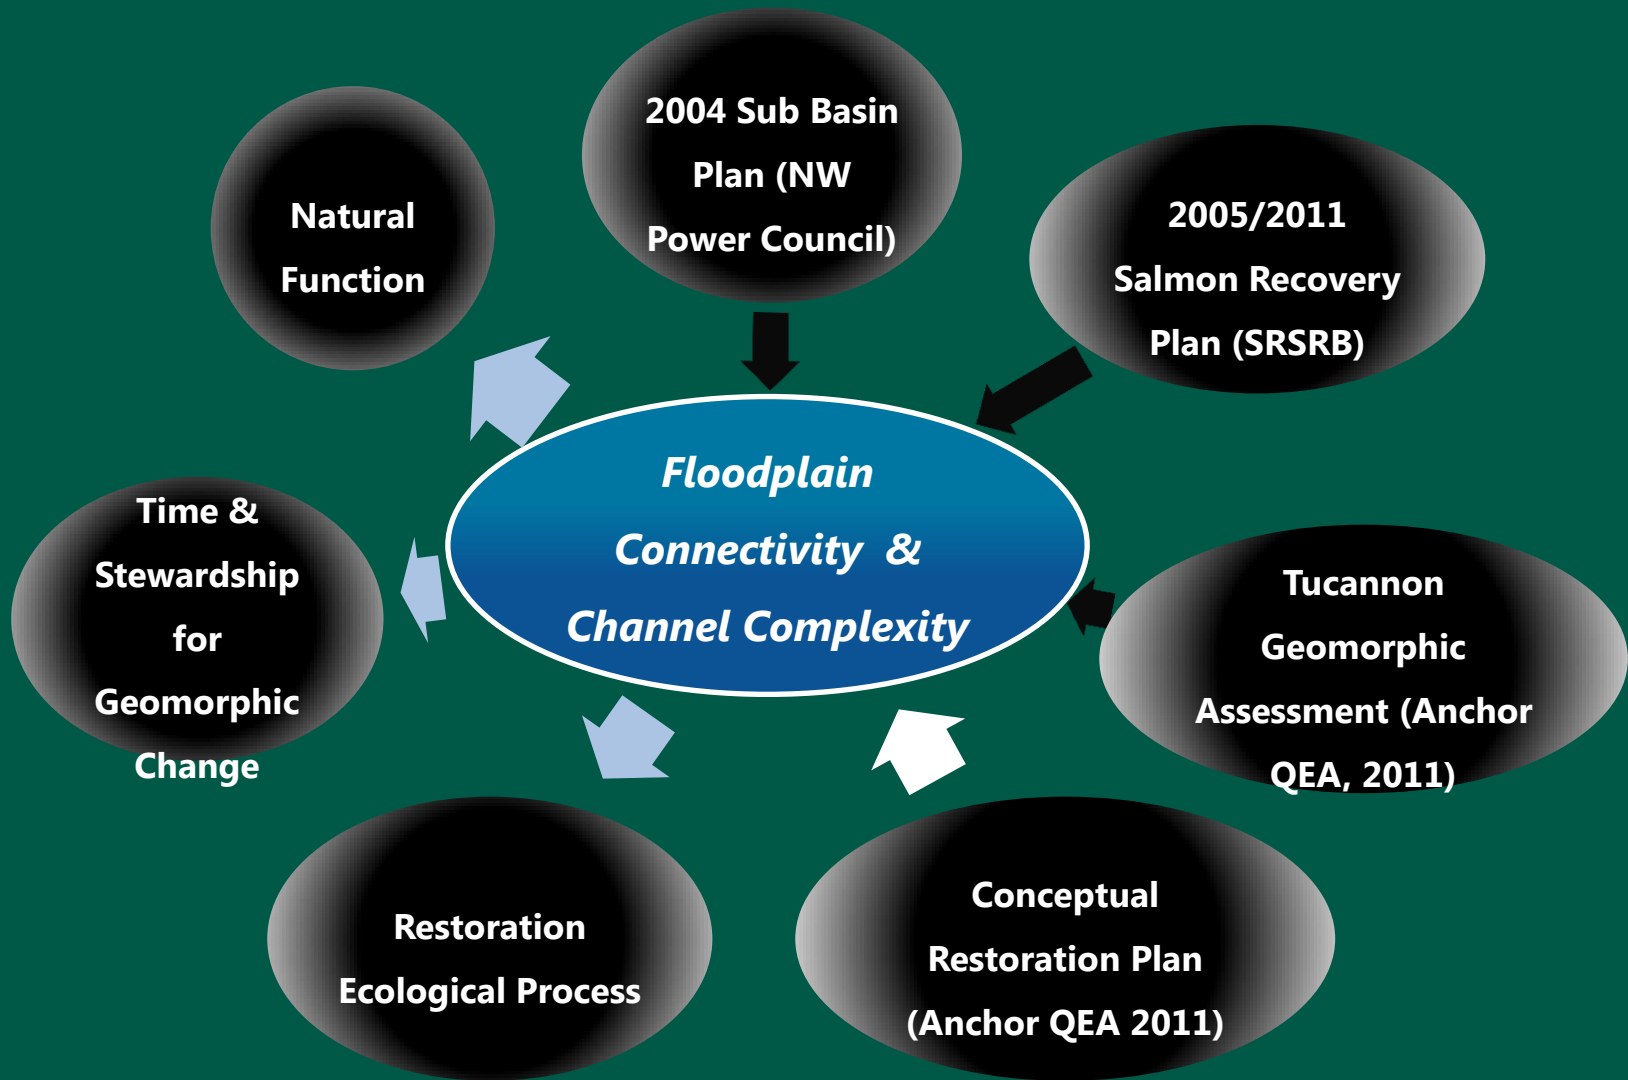 2004 Sub Basin
Plan (NW
Power Council)
Natural
Function
2005/2011
Salmon Recovery
Plan (SRSRB)
Floodplain
Connectivity &
Channel Complexity
Time &
Stewardship
for
Geomorphic
Change
Tucannon
Geomorphic
Assessment (Anchor
QEA, 2011)
Restoration
Ecological Process
Conceptual
Restoration Plan
(Anchor QEA 2011)